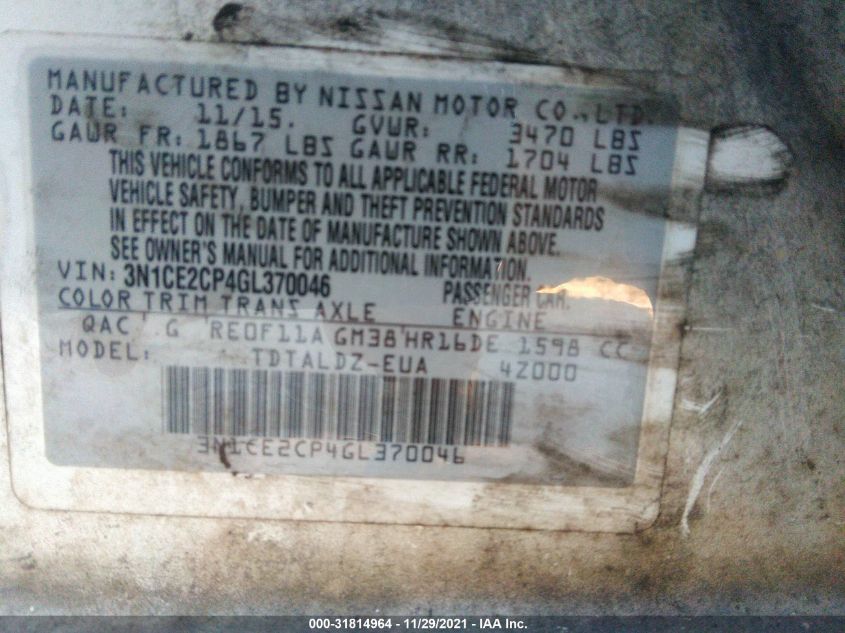 MANUFACTURED BY NISSAN MOTOR CO., LTD.
DATE: 11/15. GVWR: 3470 LBS
GAWR FR: 1867 LBS GAWR RR: 1704 LBS
THIS VEHICLE CONFORMS TO ALL APPLICABLE FEDERAL MOTOR
VEHICLE SAFETY, BUMPER AND THEFT PREVENTION STANDARDS
IN EFFECT ON THE DATE OF MANUFACTURE SHOWN ABOVE.
SEE OWNER'S MANUAL FOR ADDITIONAL INFORMATION.
VIN: 3N1CE2CP4GL370046 PASSENGER CAR.
COLOR TRIM TRANS AXLE ENGINE
QAC ' G 'RE0F11A GM38'HR16DE 1598 CC
MODEL: TDTALDZ-EUA 4Z000
3N1CE2CP4GL370046
000-31814964 - 11/29/2021 - IAA Inc.